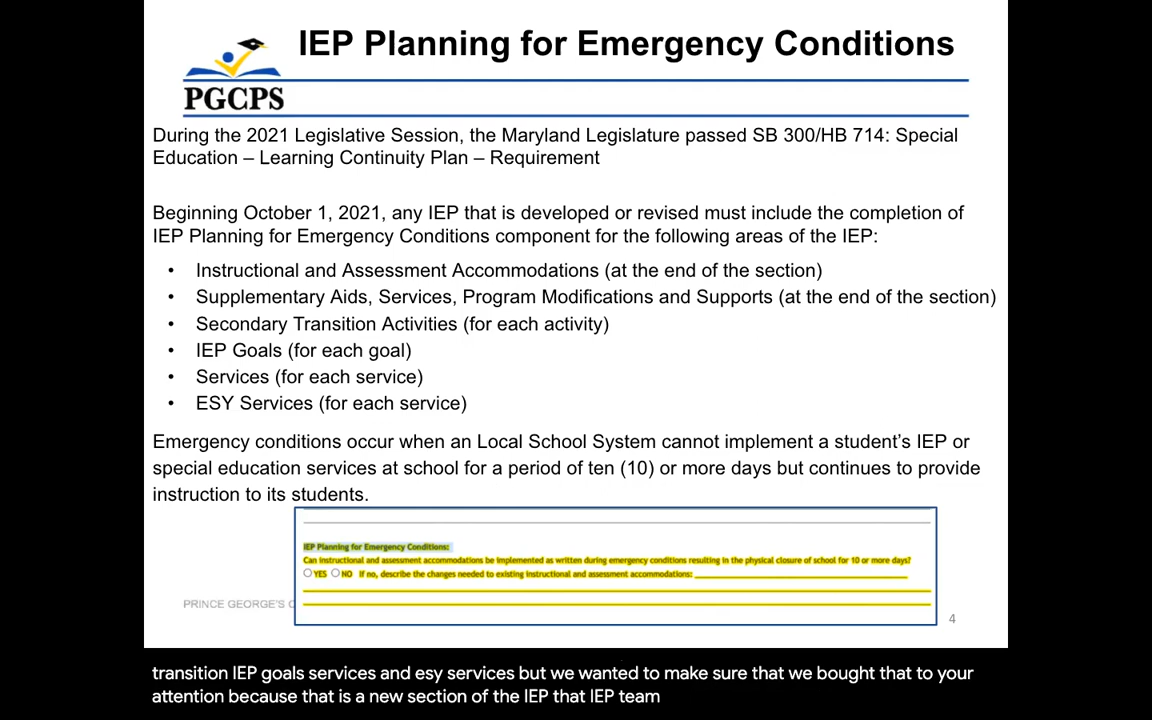 IEP Planning for Emergency Conditions
PGCPS
During the 2021 Legislative Session, the Maryland Legislature passed SB 300/HB 714: Special
Education – Learning Continuity Plan – Requirement
Beginning October 1, 2021, any IEP that is developed or revised must include the completion of
IEP Planning for Emergency Conditions component for the following areas of the IEP:
• Instructional and Assessment Accommodations (at the end of the section)
• Supplementary Aids, Services, Program Modifications and Supports (at the end of the section)
• Secondary Transition Activities (for each activity)
• IEP Goals (for each goal)
• Services (for each service)
• ESY Services (for each service)
Emergency conditions occur when an Local School System cannot implement a student’s IEP or
special education services at school for a period of ten (10) or more days but continues to provide
instruction to its students.
IEP Planning for Emergency Conditions:
Can instructional and assessment accommodations be implemented as written during emergency conditions resulting in the physical closure of school for 10 or more days?
YES NO If no, describe the changes needed to existing instructional and assessment accommodations:
PRINCE GEORGE'S C
4
transition IEP goals services and esy services but we wanted to make sure that we bought that to your
attention because that is a new section of the IEP that IEP team